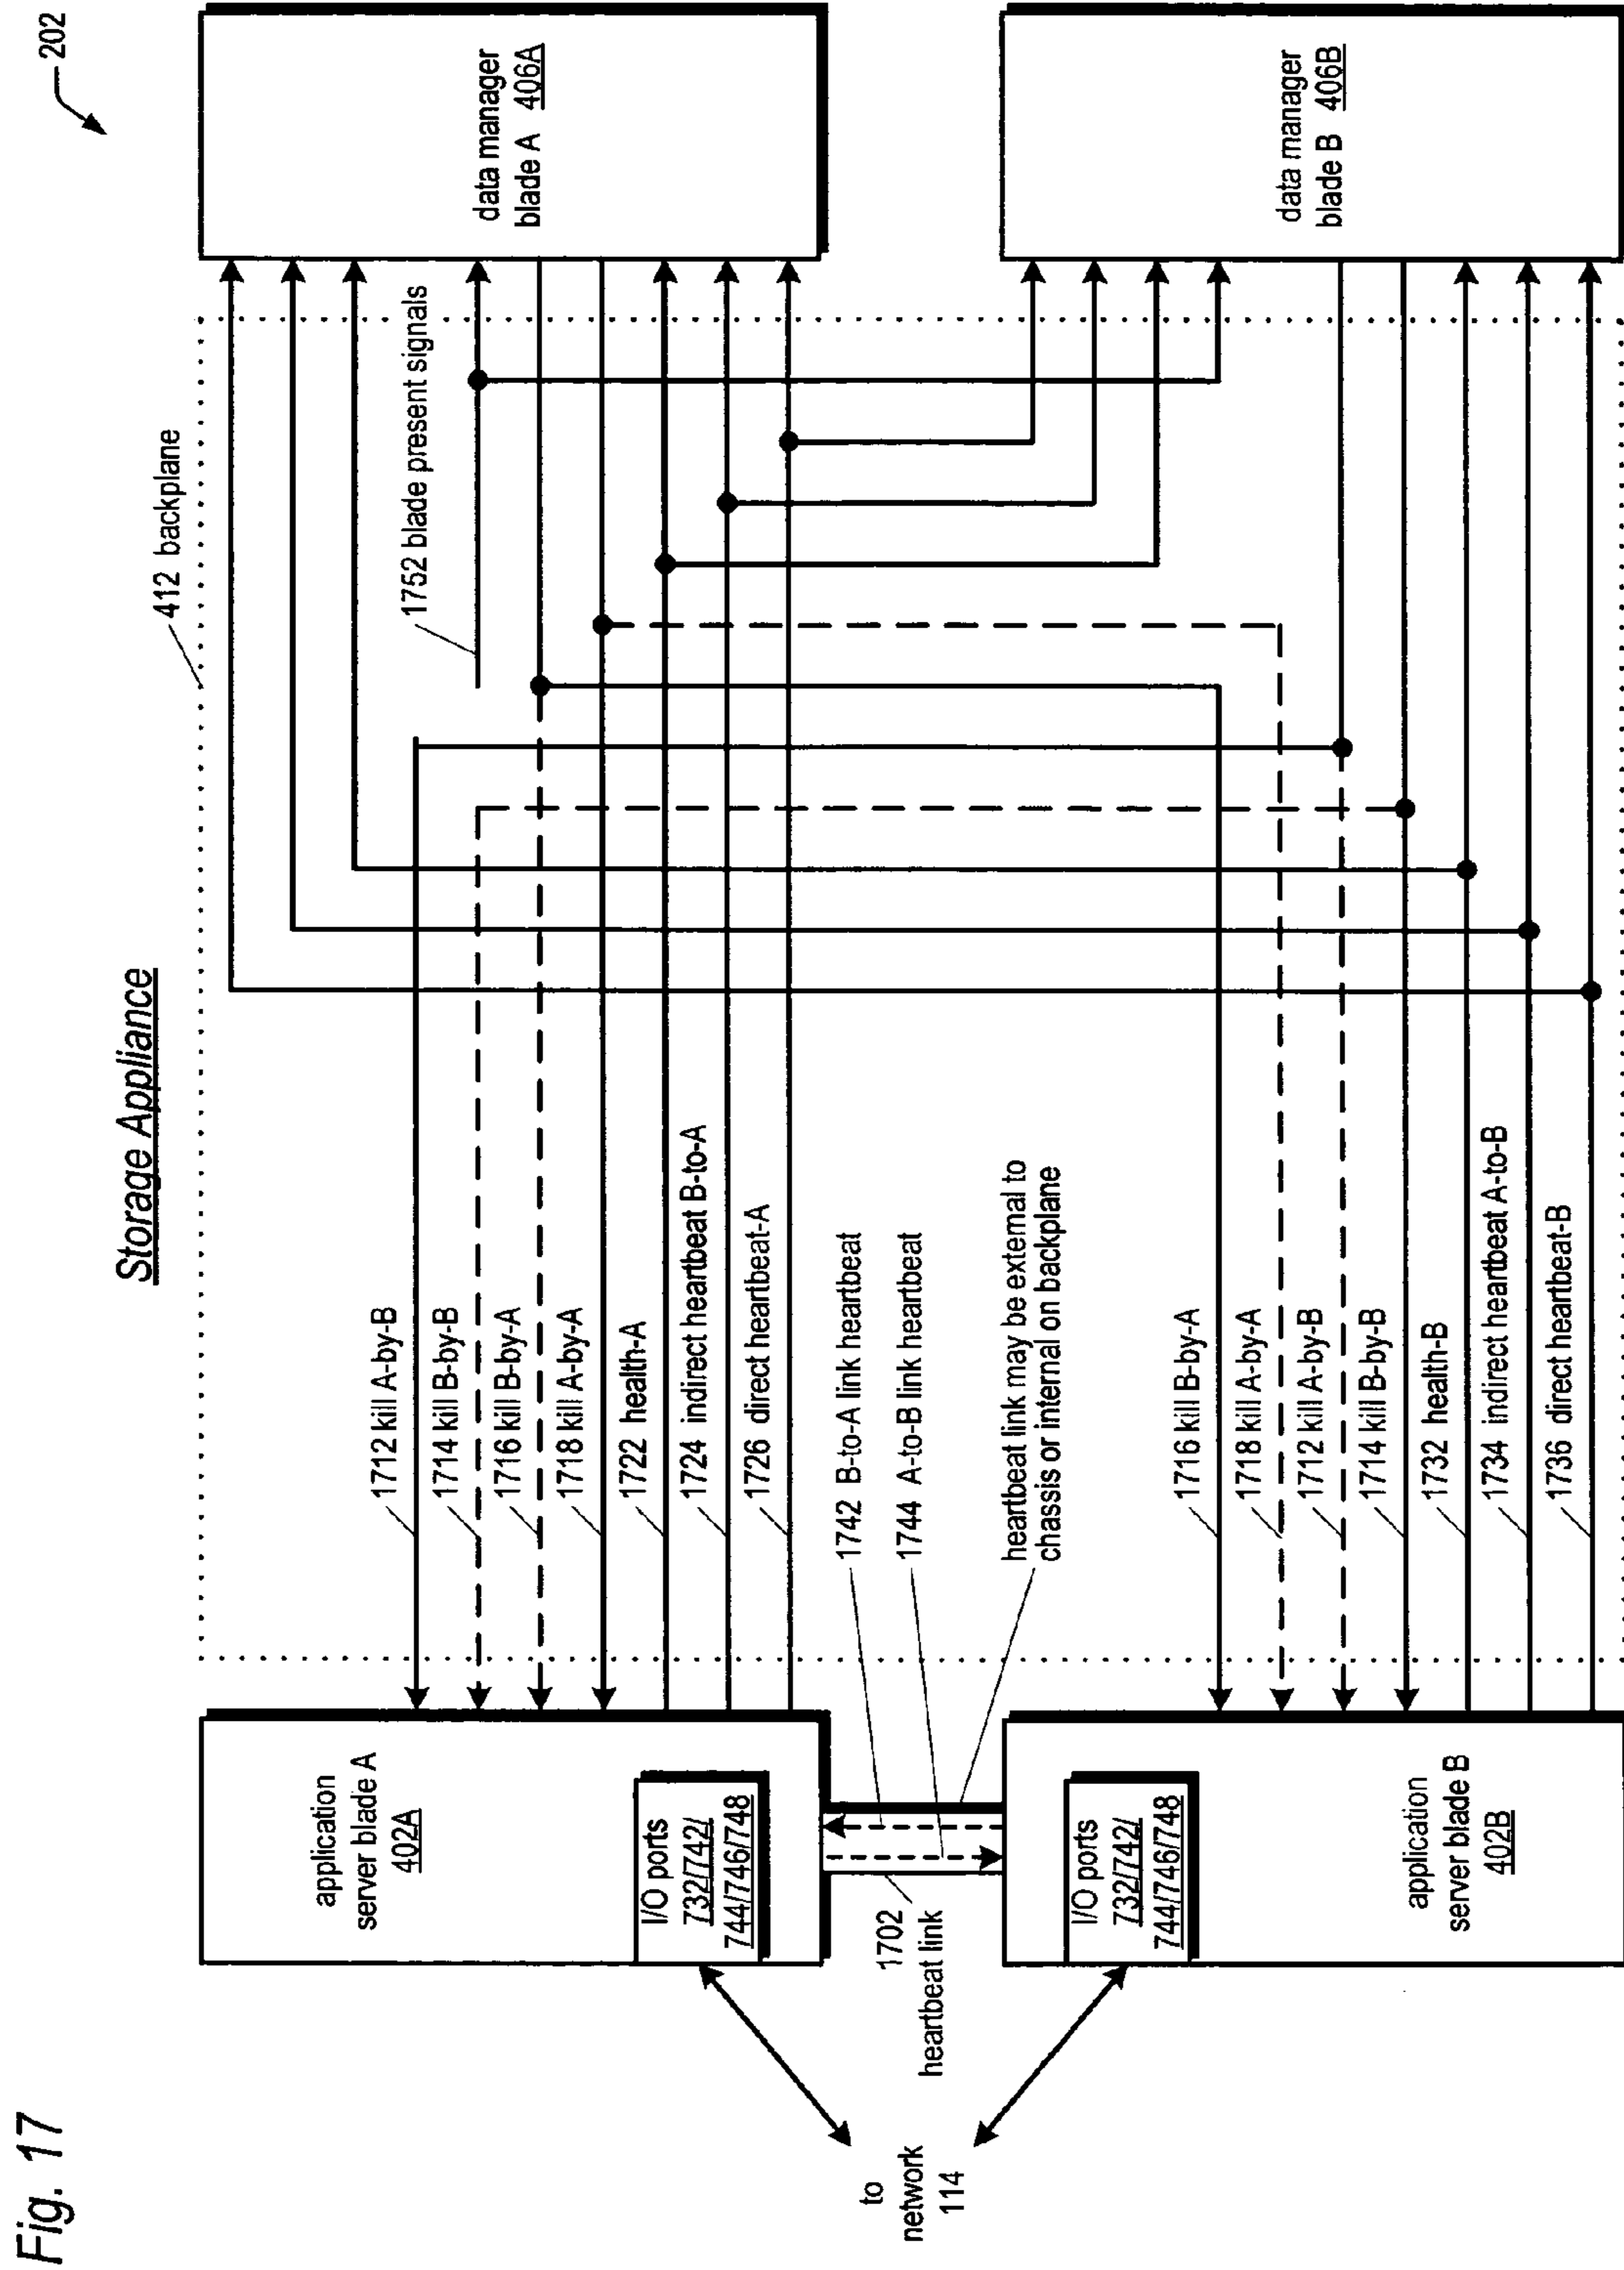 Fig. 17
Storage Appliance
202
412 backplane
application
server blade A
402A
I/O ports
732/742/
744/746/748
1712 kill A-by-B
1714 kill B-by-B
1716 kill B-by-A
1718 kill A-by-A
1722 health-A
1724 indirect heartbeat B-to-A
1726 direct heartbeat-A
1752 blade present signals
data manager
blade A 406A
to
network
114
1702
heartbeat link
1742 B-to-A link heartbeat
1744 A-to-B link heartbeat
heartbeat link may be external to
chassis or internal on backplane
I/O ports
732/742/
744/746/748
application
server blade B
402B
1716 kill B-by-A
1718 kill A-by-A
1712 kill A-by-B
1714 kill B-by-B
1732 health-B
1734 indirect heartbeat A-to-B
1736 direct heartbeat-B
data manager
blade B 406B